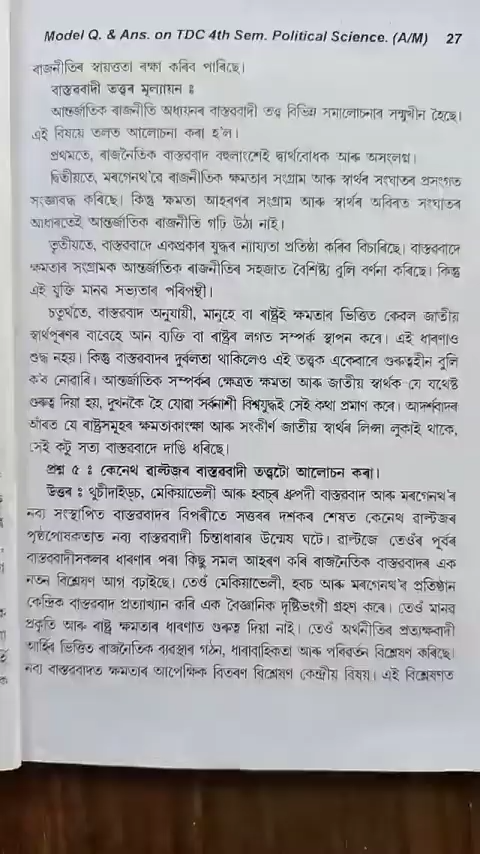 Model Q. & Ans. on TDC 4th Sem. Political Science. (A/M) 27
ৰাজনীতিৰ স্বায়ত্ততা ৰক্ষা কৰিব পাৰিছে।
বাস্তৱবাদী তত্ত্বৰ মূল্যায়ন :
আন্তৰ্জাতিক ৰাজনীতি অধ্যয়নৰ বাস্তৱবাদী তত্ত্ব বিভিন্ন সমালোচনাৰ সন্মুখীন হৈছে।
এই বিষয়ে তলত আলোচনা কৰা হ'ল।
প্ৰথমতে, ৰাজনৈতিক বাস্তৱবাদ বহুলাংশেই দ্ব্যৰ্থবোধক আৰু অসংলগ্ন।
দ্বিতীয়তে, মৰগেনথ'ৱে ৰাজনীতিক ক্ষমতাৰ সংগ্ৰাম আৰু স্বাৰ্থৰ সংঘাতৰ প্ৰসংগত
সংজ্ঞাবদ্ধ কৰিছে। কিন্তু ক্ষমতা আহৰণৰ সংগ্ৰাম আৰু স্বাৰ্থৰ অবিৰত সংঘাতৰ
আধাৰতেই আন্তৰ্জাতিক ৰাজনীতি গঢ়ি উঠা নাই।
তৃতীয়তে, বাস্তৱবাদে একপ্ৰকাৰ যুদ্ধৰ ন্যায্যতা প্ৰতিষ্ঠা কৰিব বিচাৰিছে। বাস্তৱবাদে
ক্ষমতাৰ সংগ্ৰামক আন্তৰ্জাতিক ৰাজনীতিৰ সহজাত বৈশিষ্ট্য বুলি বৰ্ণনা কৰিছে। কিন্তু
এই যুক্তি মানৱ সভ্যতাৰ পৰিপন্থী।
চতুৰ্থতে, বাস্তৱবাদ অনুযায়ী, মানুহে বা ৰাষ্ট্ৰই ক্ষমতাৰ ভিত্তিত কেৱল জাতীয়
স্বাৰ্থপূৰণৰ বাবেহে আন ব্যক্তি বা ৰাষ্ট্ৰৰ লগত সম্পৰ্ক স্থাপন কৰে। এই ধাৰণাও
শুদ্ধ নহয়। কিন্তু বাস্তৱবাদৰ দুৰ্বলতা থাকিলেও এই তত্ত্বক একেবাৰে গুৰুত্বহীন বুলি
ক'ব নোৱাৰি। আন্তৰ্জাতিক সম্পৰ্কৰ ক্ষেত্ৰত ক্ষমতা আৰু জাতীয় স্বাৰ্থক যে যথেষ্ট
গুৰুত্ব দিয়া হয়, দুখনকৈ হৈ যোৱা সৰ্বনাশী বিশ্বযুদ্ধই সেই কথা প্ৰমাণ কৰে। আদৰ্শবাদৰ
আঁৰত যে ৰাষ্ট্ৰসমূহৰ ক্ষমতাকাংক্ষা আৰু সংকীৰ্ণ জাতীয় স্বাৰ্থৰ লিপ্সা লুকাই থাকে,
সেই কটু সত্য বাস্তৱবাদে দাঙি ধৰিছে।
প্ৰশ্ন ৫ : কেনেথ ৱাল্টজৰ বাস্তৱবাদী তত্ত্বটো আলোচনা কৰা।
উত্তৰ : থুচীদাইড্চ, মেকিয়াভেলী আৰু হবচৰ ধ্ৰুপদী বাস্তৱবাদ আৰু মৰগেনথ'ৰ
নব্য সংস্থাপিত বাস্তৱবাদৰ বিপৰীতে সত্তৰৰ দশকৰ শেষত কেনেথ ৱাল্টজৰ
পৃষ্ঠপোষকতাত নব্য বাস্তৱবাদী চিন্তাধাৰাৰ উন্মেষ ঘটে। ৱাল্টজে তেওঁৰ পূৰ্বৰ
বাস্তৱবাদীসকলৰ ধাৰণাৰ পৰা কিছু সমল আহৰণ কৰি ৰাজনৈতিক বাস্তৱবাদৰ এক
নতুন বিশ্লেষণ আগ বঢ়াইছে। তেওঁ মেকিয়াভেলী, হবচ আৰু মৰগেনথ'ৰ প্ৰতিষ্ঠান
কেন্দ্ৰিক বাস্তৱবাদ প্ৰত্যাখ্যান কৰি এক বৈজ্ঞানিক দৃষ্টিভংগী গ্ৰহণ কৰে। তেওঁ মানৱ
প্ৰকৃতি আৰু ৰাষ্ট্ৰ ক্ষমতাৰ ধাৰণাত গুৰুত্ব দিয়া নাই। তেওঁ অৰ্থনীতিৰ প্ৰত্যক্ষবাদী
আৰ্হিৰ ভিত্তিত ৰাজনৈতিক ব্যৱস্থাৰ গঠন, ধাৰাবাহিকতা আৰু পৰিৱৰ্তন বিশ্লেষণ কৰিছে।
নব্য বাস্তৱবাদত ক্ষমতাৰ আপেক্ষিক বিতৰণ বিশ্লেষণ কেন্দ্ৰীয় বিষয়। এই বিশ্লেষণত